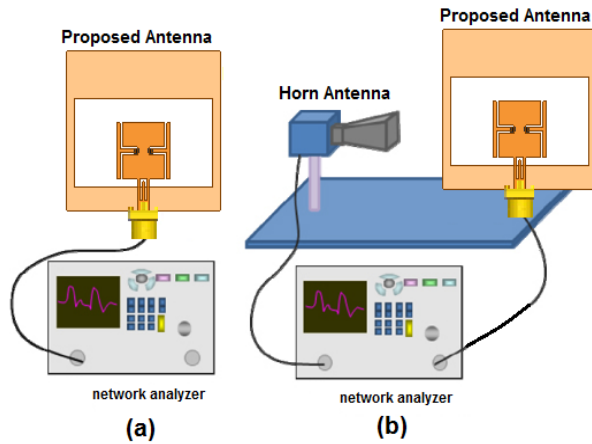 Proposed Antenna
network analyzer
(a)
Proposed Antenna
Horn Antenna
network analyzer
(b)